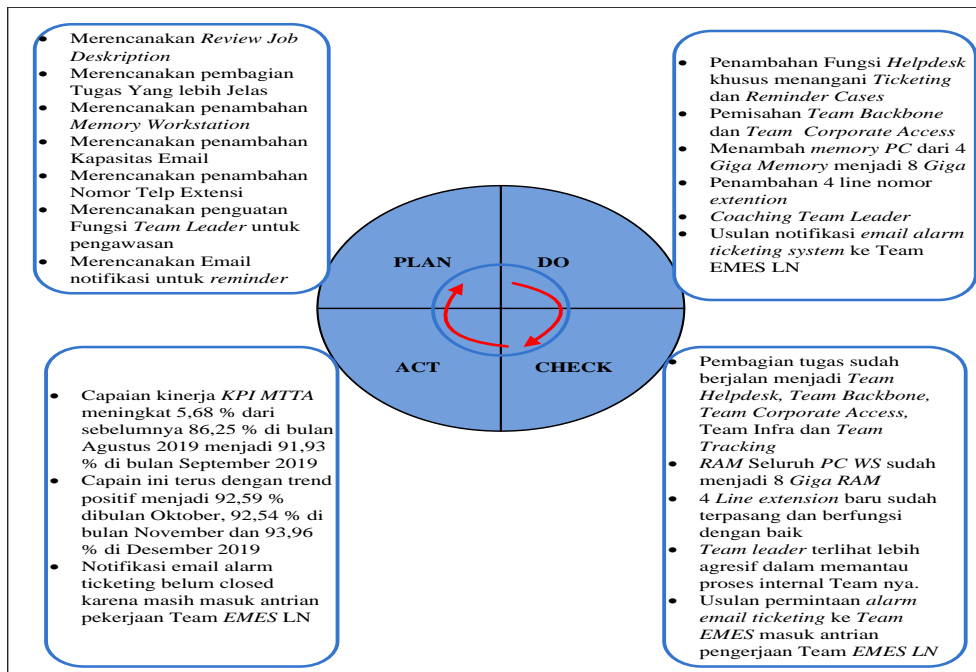 • Merencanakan Review Job
Deskription
• Merencanakan pembagian
Tugas Yang lebih Jelas
• Merencanakan penambahan
Memory Workstation
• Merencanakan penambahan
Kapasitas Email
• Merencanakan penambahan
Nomor Telp Extensi
• Merencanakan penguatan
Fungsi Team Leader untuk
pengawasan
• Merencanakan Email
notifikasi untuk reminder
• Penambahan Fungsi Helpdesk
khusus menangani Ticketing
dan Reminder Cases
• Pemisahan Team Backbone
dan Team Corporate Access
• Menambah memory PC dari 4
Giga Memory menjadi 8 Giga
• Penambahan 4 line nomor
extention
• Coaching Team Leader
• Usulan notifikasi email alarm
ticketing system ke Team
EMES LN
PLAN
DO
ACT
CHECK
• Capaian kinerja KPI MTTA
meningkat 5,68 % dari
sebelumnya 86,25 % di bulan
Agustus 2019 menjadi 91,93
% di bulan September 2019
• Capain ini terus dengan trend
positif menjadi 92,59 %
dibulan Oktober, 92,54 % di
bulan November dan 93,96
% di Desember 2019
• Notifikasi email alarm
ticketing belum closed
karena masih masuk antrian
pekerjaan Team EMES LN
• Pembagian tugas sudah
berjalan menjadi Team
Helpdesk, Team Backbone,
Team Corporate Access,
Team Infra dan Team
Tracking
• RAM Seluruh PC WS sudah
menjadi 8 Giga RAM
• 4 Line extension baru sudah
terpasang dan berfungsi
dengan baik
• Team leader terlihat lebih
agresif dalam memantau
proses internal Team nya.
• Usulan permintaan alarm
email ticketing ke Team
EMES masuk antrian
pengerjaan Team EMES LN